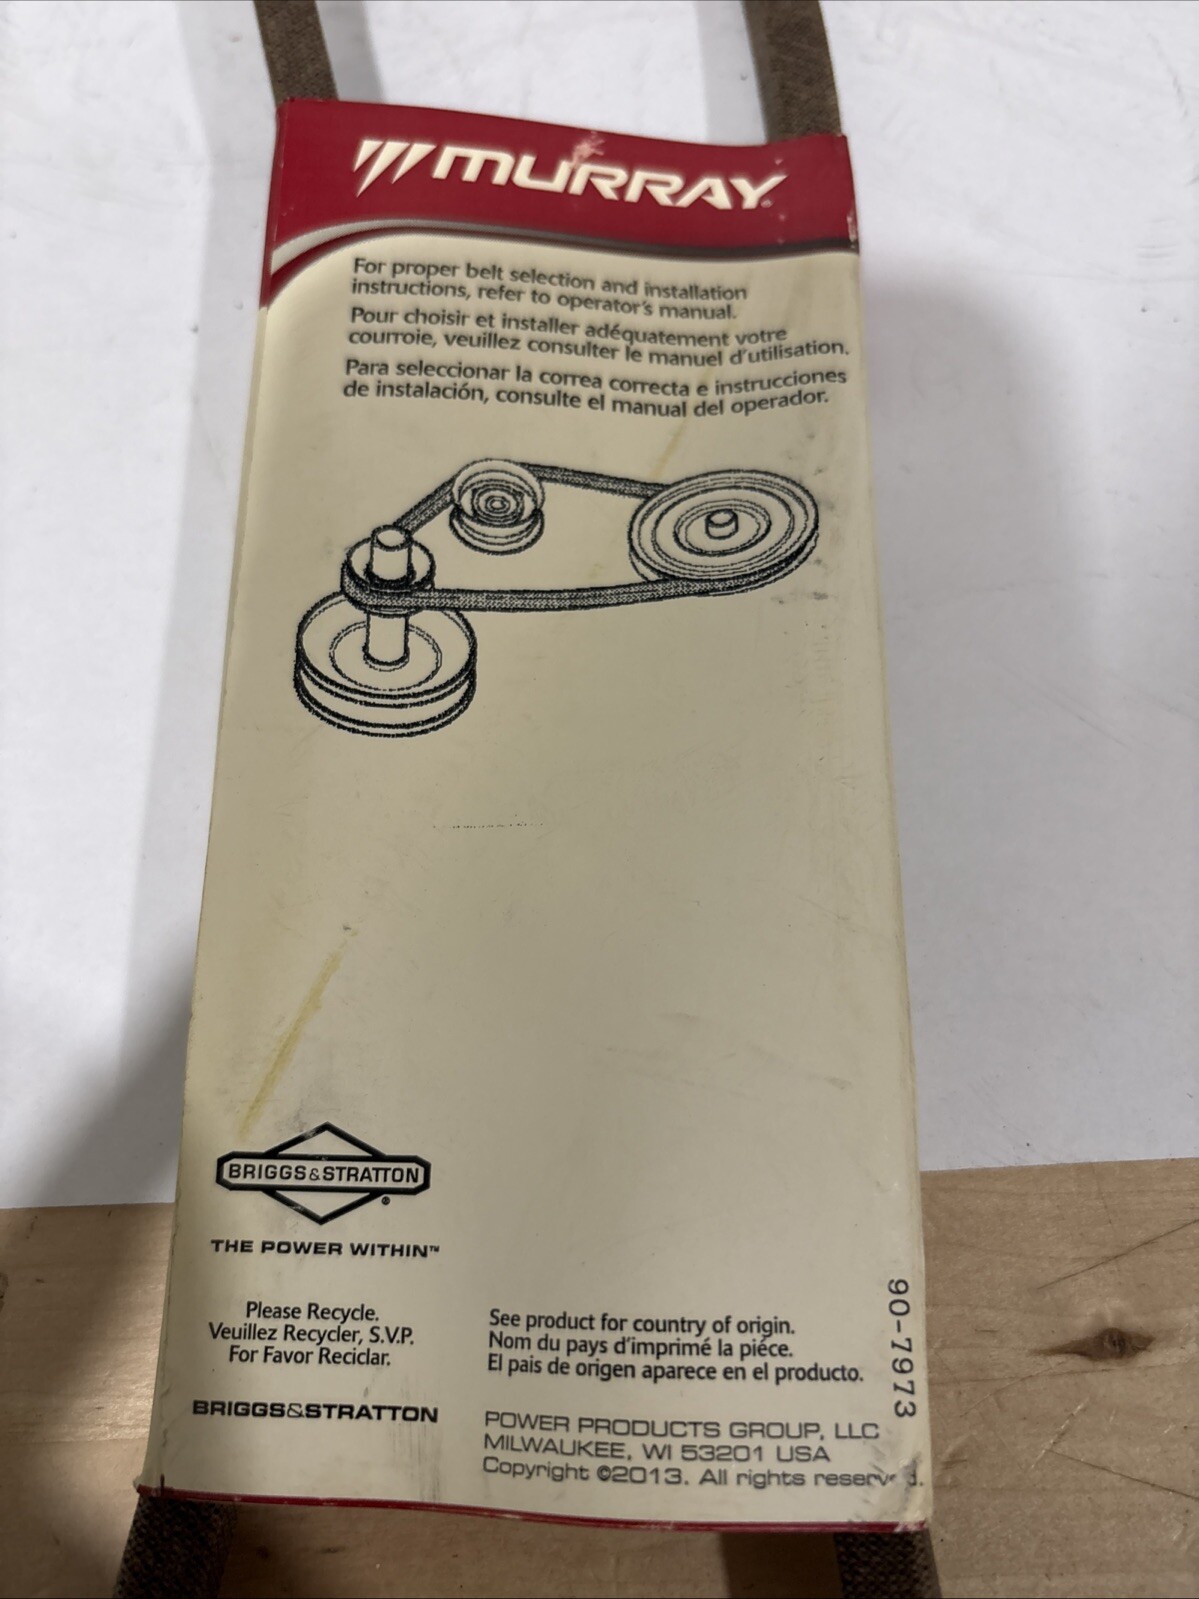 MURRAY
For proper belt selection and installation
instructions, refer to operator's manual.
Pour choisir et installer adéquatement votre
courroie, veuillez consulter le manuel d'utilisation.
Para seleccionar la correa correcta e instrucciones
de instalación, consulte el manual del operador.
BRIGGS&STRATTON
®
THE POWER WITHIN™
Please Recycle.
Veuillez Recycler, S.V.P.
For Favor Reciclar.
BRIGGS&STRATTON
See product for country of origin.
Nom du pays d'imprimé la piéce.
El pais de origen aparece en el producto.
POWER PRODUCTS GROUP, LLC
MILWAUKEE, WI 53201 USA
Copyright ©2013. All rights reserved.
90-7973